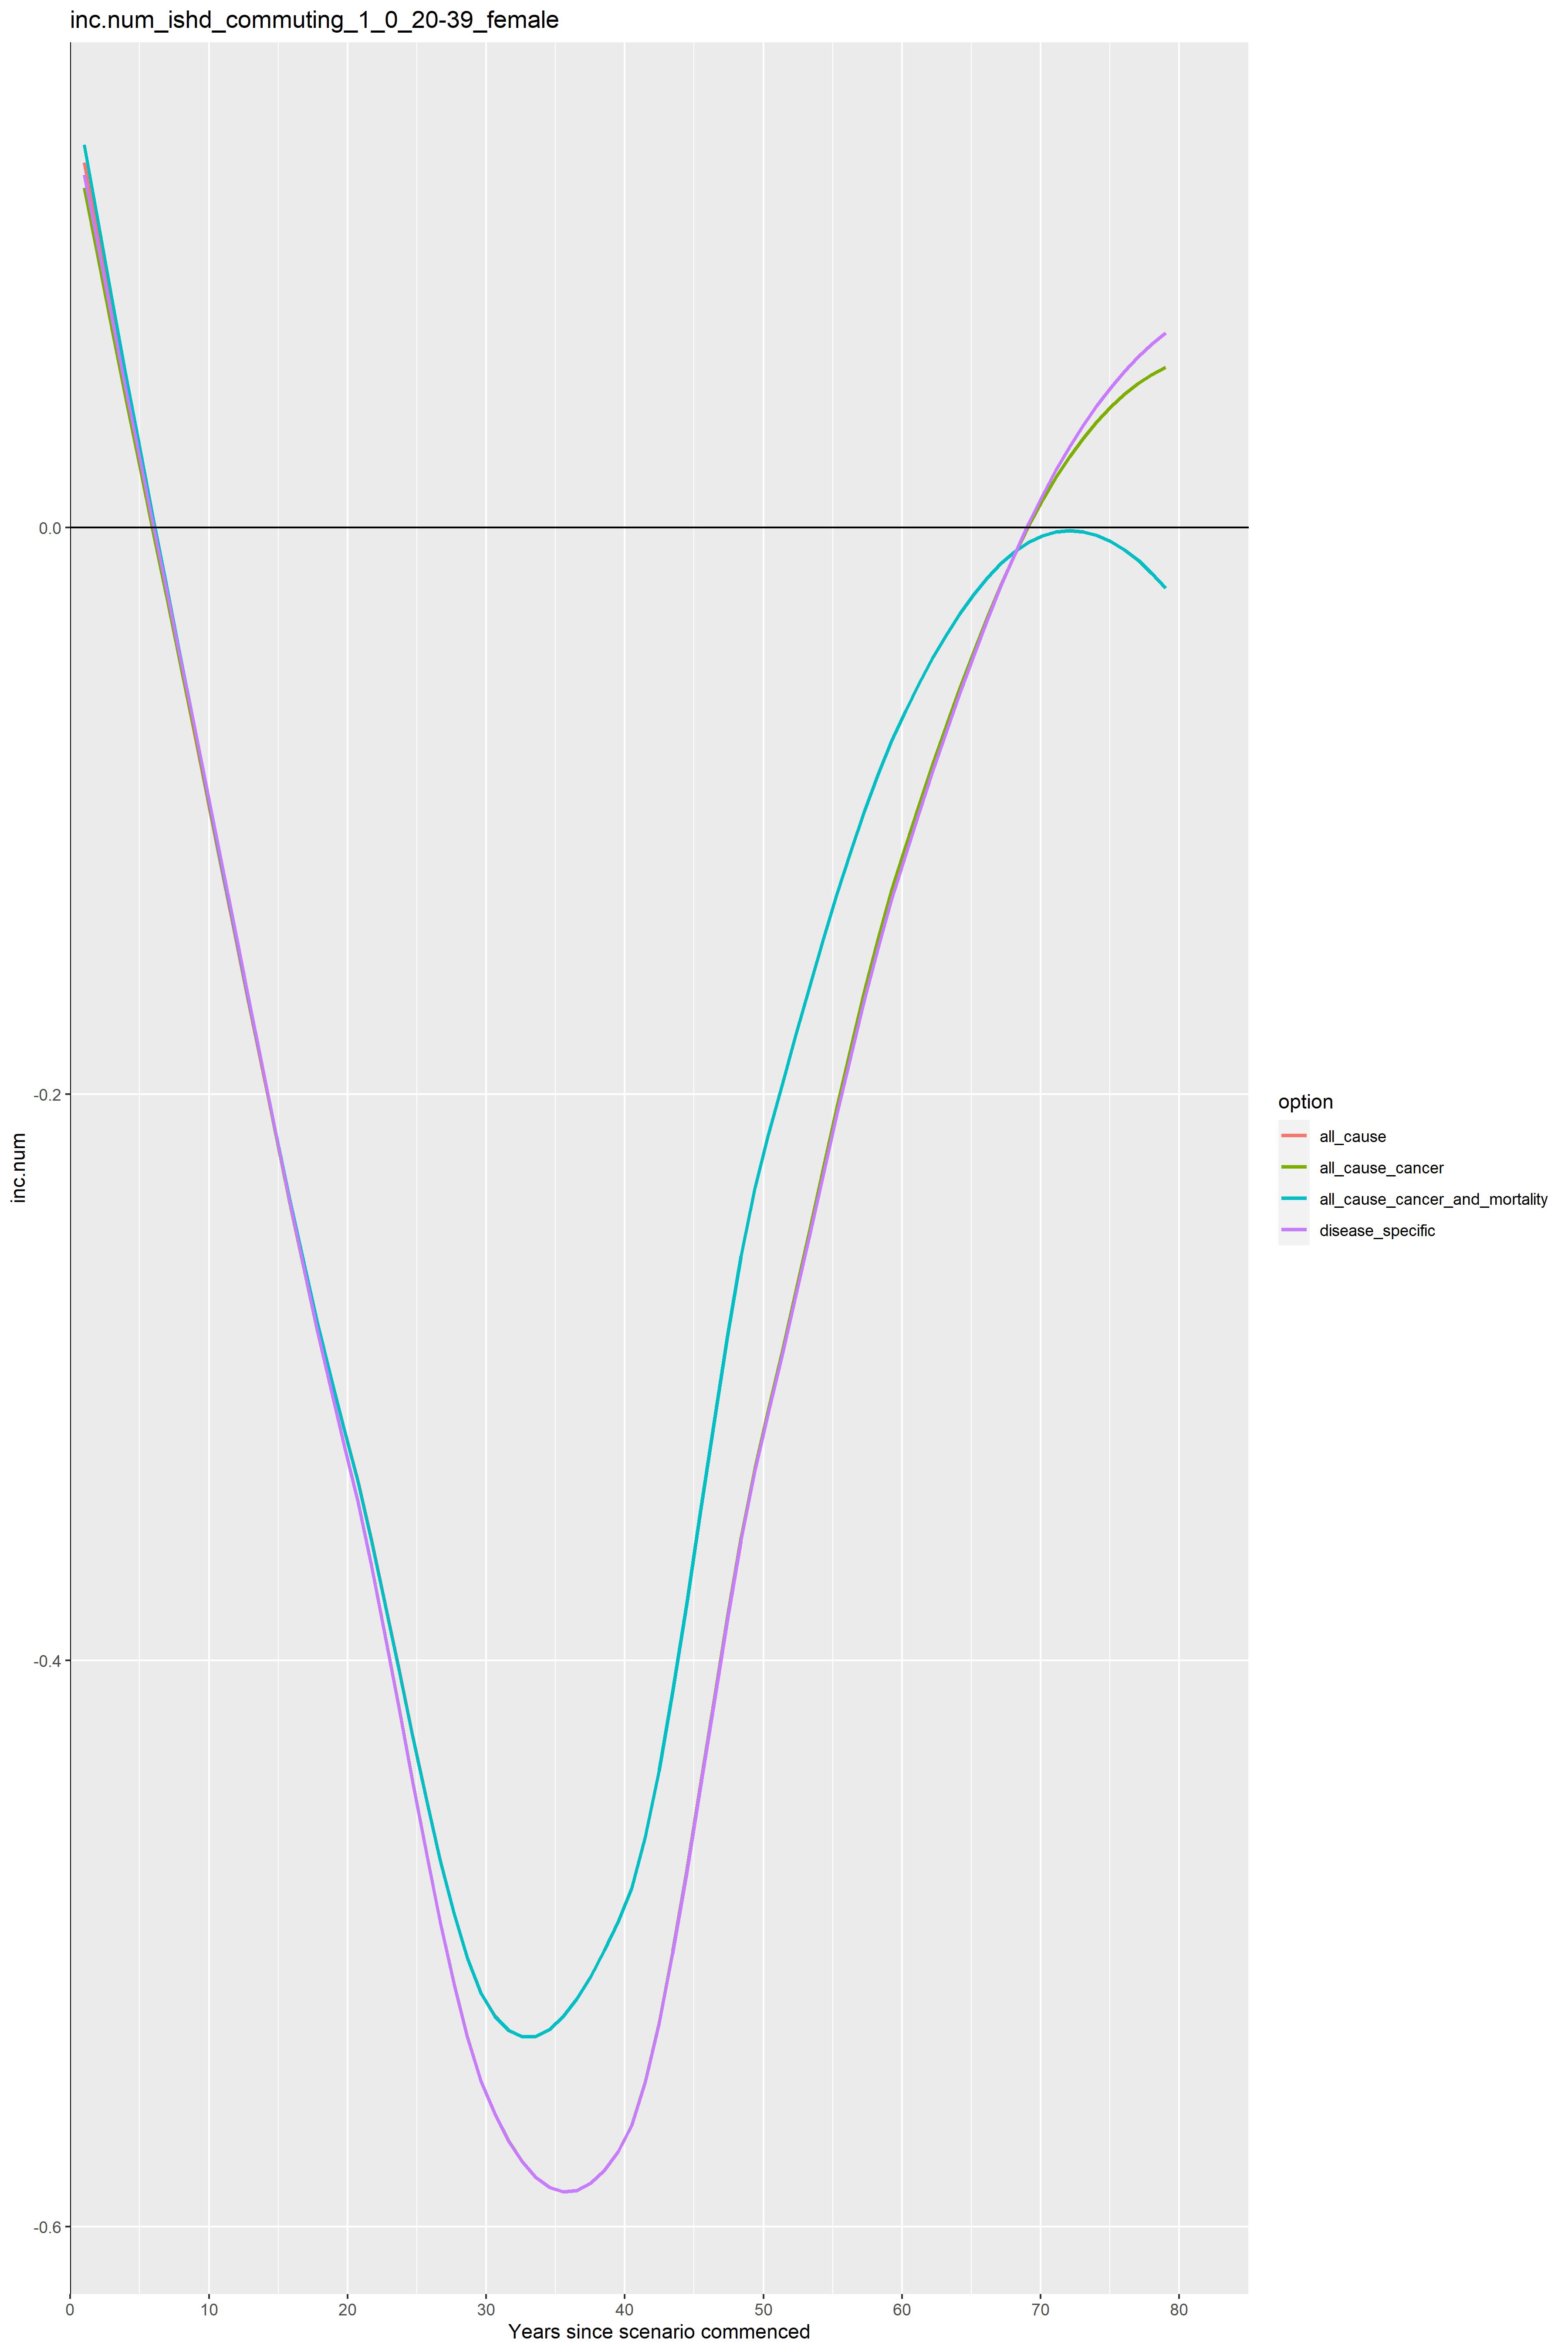 inc.num_ishd_commuting_1_0_20-39_female
0.0
-0.2
-0.4
-0.6
inc.num
0 10 20 30 40 50 60 70 80
Years since scenario commenced
option
all_cause
all_cause_cancer
all_cause_cancer_and_mortality
disease_specific